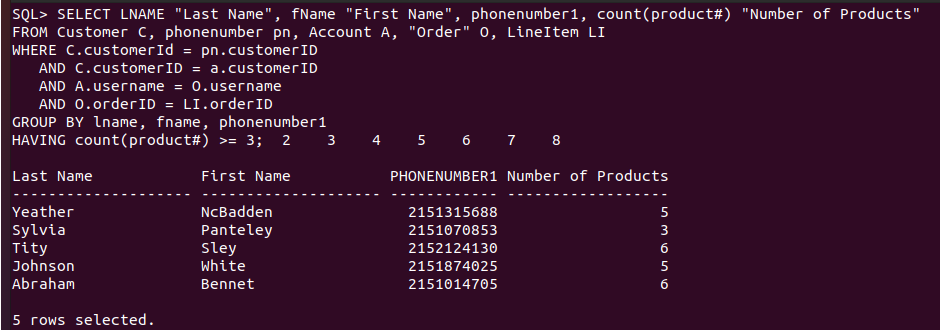 SQL> SELECT LNAME "Last Name", fName "First Name", phonenumber1, count(product#) "Number of Products"
FROM Customer C, phonenumber pn, Account A, "Order" O, LineItem LI
WHERE C.customerId = pn.customerID
   AND C.customerID = a.customerID
   AND A.username = O.username
   AND O.orderID = LI.orderID
GROUP BY lname, fname, phonenumber1
HAVING count(product#) >= 3;  2    3    4    5    6    7    8

Last Name            First Name           PHONENUMBER1 Number of Products
-------------------- -------------------- ------------ ------------------
Yeather              NcBadden               2151315688                  5
Sylvia               Panteley               2151070853                  3
Tity                 Sley                   2152124130                  6
Johnson              White                  2151874025                  5
Abraham              Bennet                 2151014705                  6

5 rows selected.